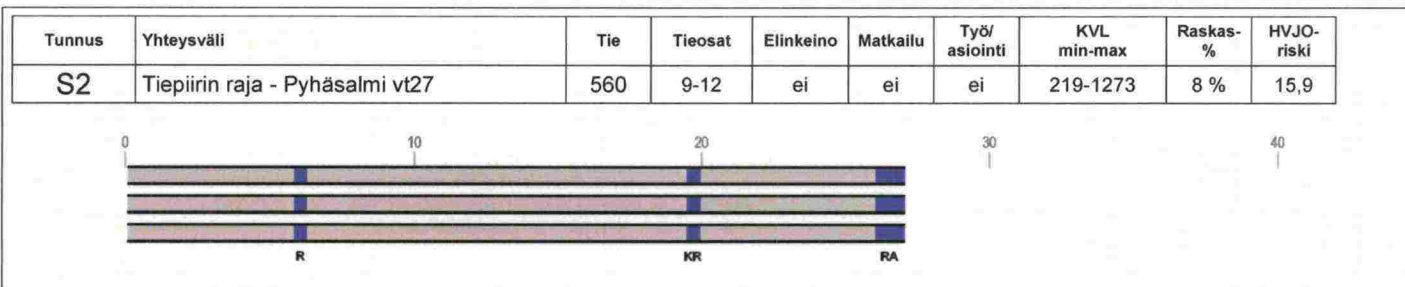 Tunnus Yhteysväli Tie Tieosat Elinkeino Matkailu Työ/ asiointi KVL min-max Raskas- % HVJO- riski
S2 Tiepiirin raja - Pyhäsalmi vt27 560 9-12 ei ei ei 219-1273 8 % 15,9
0 10 20 30 40
R KR RA